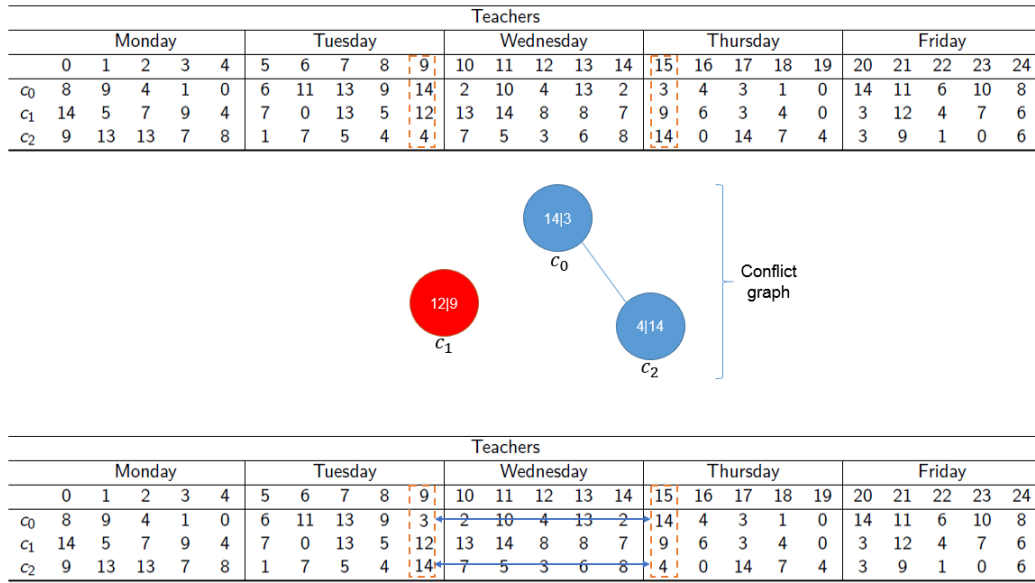 Teachers
Monday Tuesday Wednesday Thursday Friday
0 1 2 3 4 5 6 7 8 9 10 11 12 13 14 15 16 17 18 19 20 21 22 23 24
c₀ 8 9 4 1 0 6 11 13 9 14 2 10 4 13 2 3 4 3 1 0 14 11 6 10 8
c₁ 14 5 7 9 4 7 0 13 5 12 13 14 8 8 7 9 6 3 4 0 3 12 4 7 6
c₂ 9 13 13 7 8 1 7 5 4 4 7 5 3 6 8 14 0 14 7 4 3 9 1 0 6
14|3
c₀
12|9
c₁
4|14
c₂
Conflict
graph
Teachers
Monday Tuesday Wednesday Thursday Friday
0 1 2 3 4 5 6 7 8 9 10 11 12 13 14 15 16 17 18 19 20 21 22 23 24
c₀ 8 9 4 1 0 6 11 13 9 3 2 10 4 13 2 14 4 3 1 0 14 11 6 10 8
c₁ 14 5 7 9 4 7 0 13 5 12 13 14 8 8 7 9 6 3 4 0 3 12 4 7 6
c₂ 9 13 13 7 8 1 7 5 4 14 7 5 3 6 8 4 0 14 7 4 3 9 1 0 6